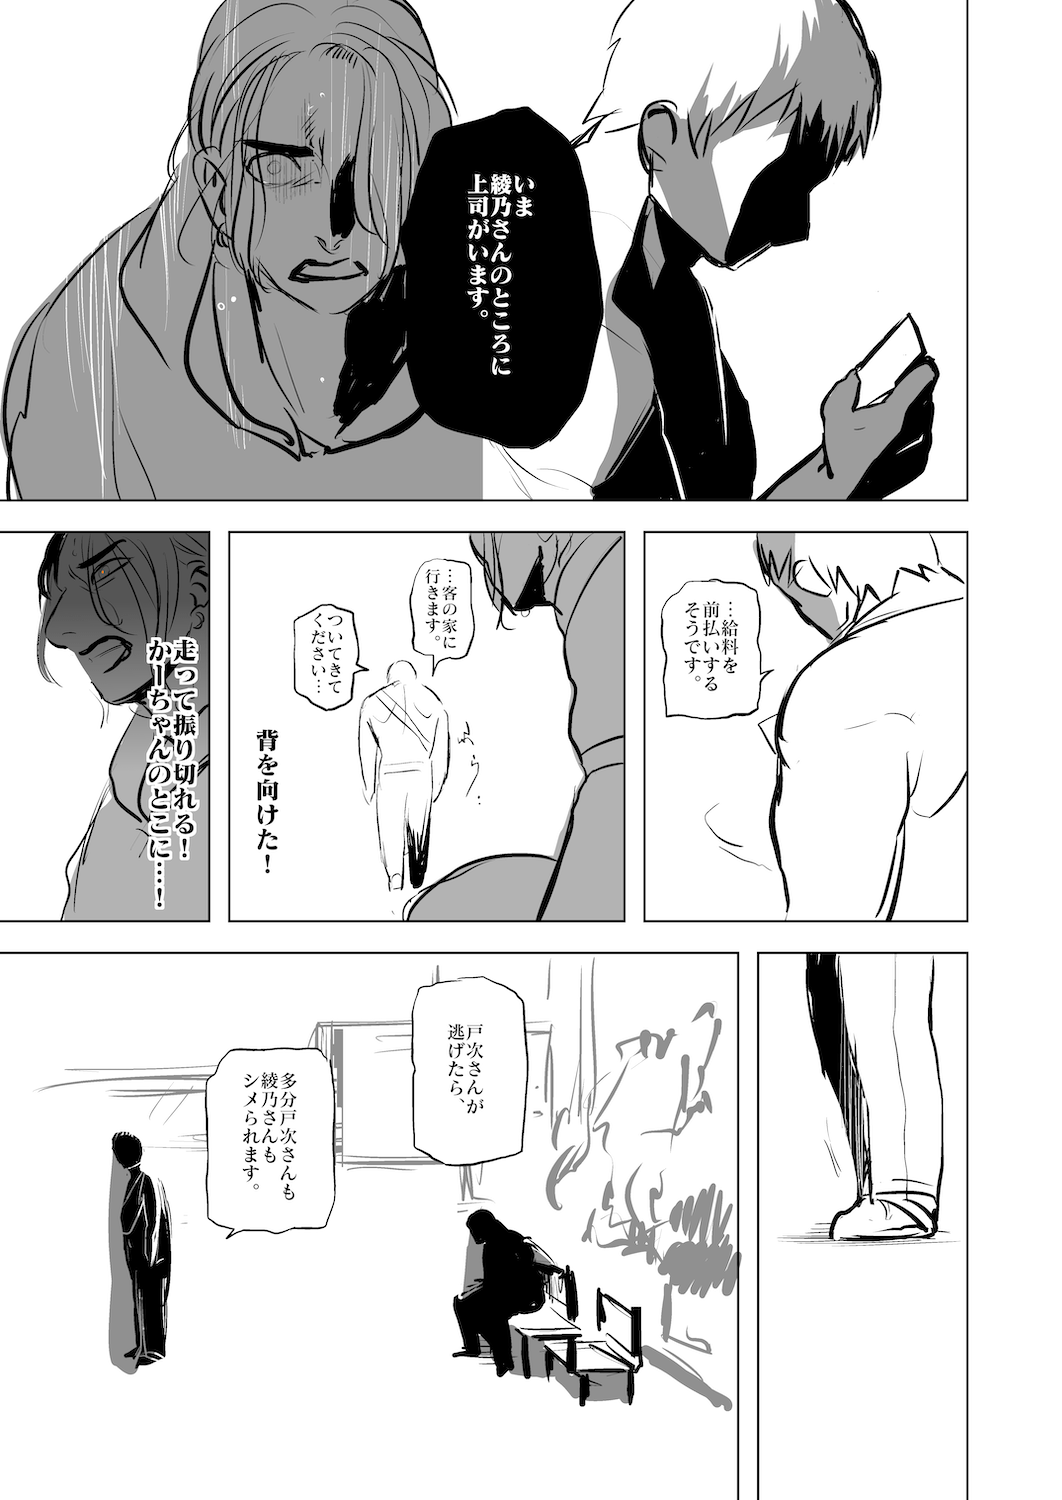 いま
綾乃さんのところに
上司がいます。
…給料を
前払いする
そうです。
…客の家に
行きます。
ついてきて
ください…
背を向けた！
走って振り切れる！
かーちゃんのとこに…！
戸次さんが
逃げたら、
多分戸次さんも
綾乃さんも
シメられます。